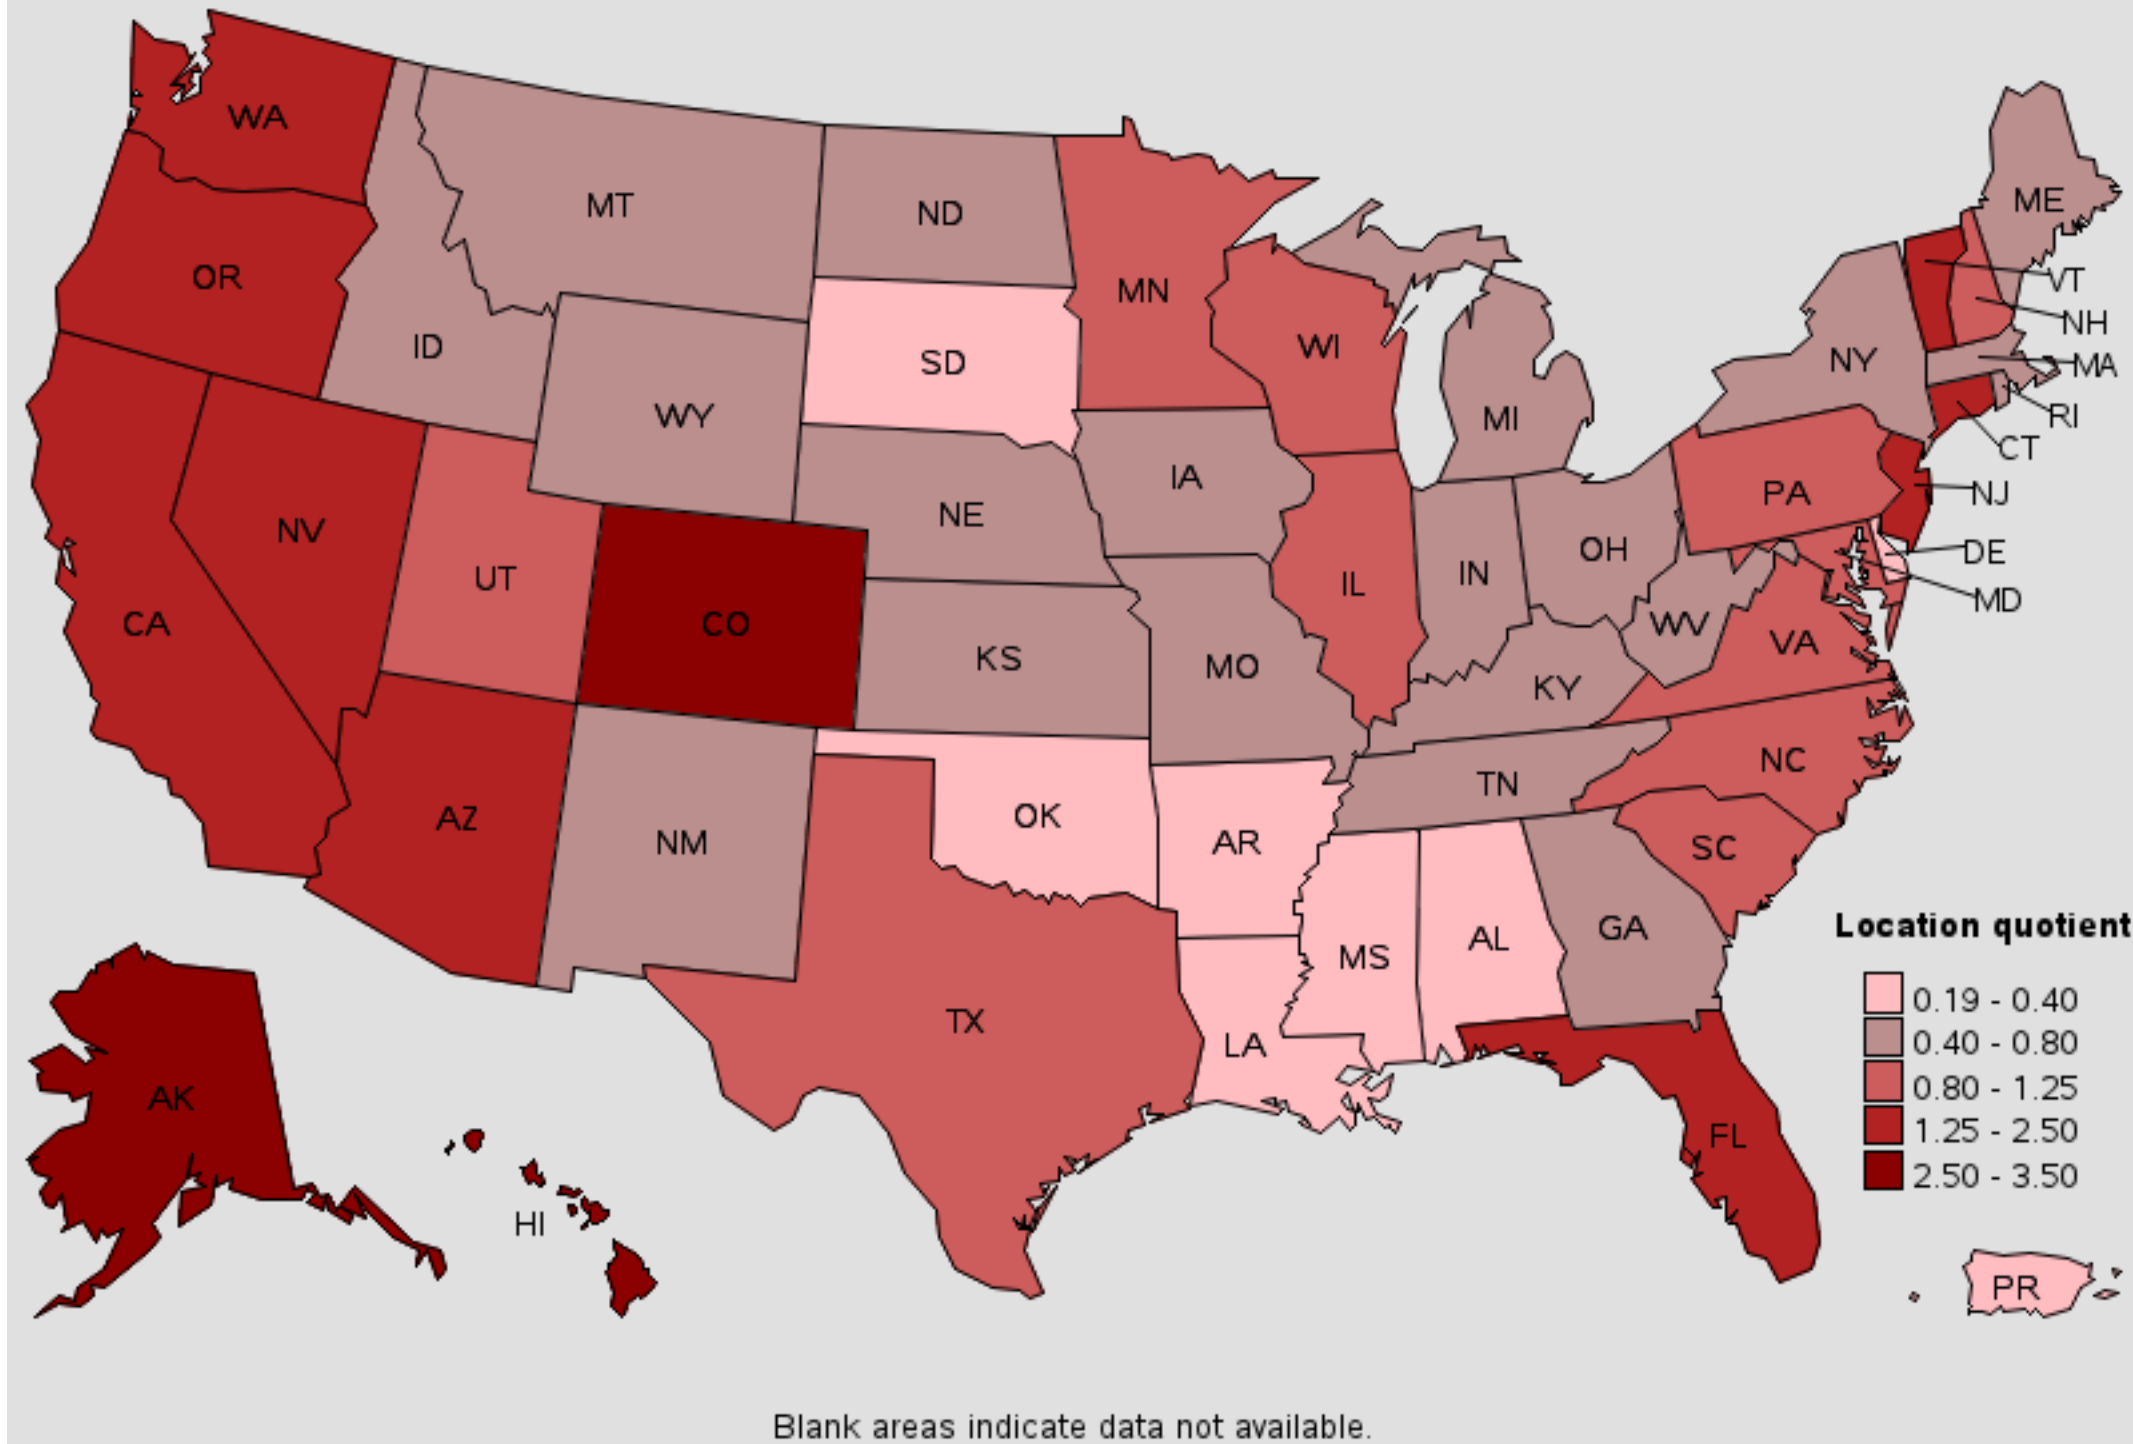 WA
MT
ND
ME
OR
MN
VT
NH
ID
WI
NY
SD
MA
WY
RI
MI
CT
IA
PA
NJ
NE
NV
OH
DE
UT
IN
IL
MD
CA
CO
WV
VA
KS
MO
KY
NC
TN
AZ
OK
NM
AR
SC
GA
Location quotient
AL
MS
0.19 - 0.40
TX
LA
0.40 - 0.80
0.80 - 1.25
AK
FL
1.25 - 2.50
2.50 - 3.50
HI
PR
Blank areas indicate data not available.